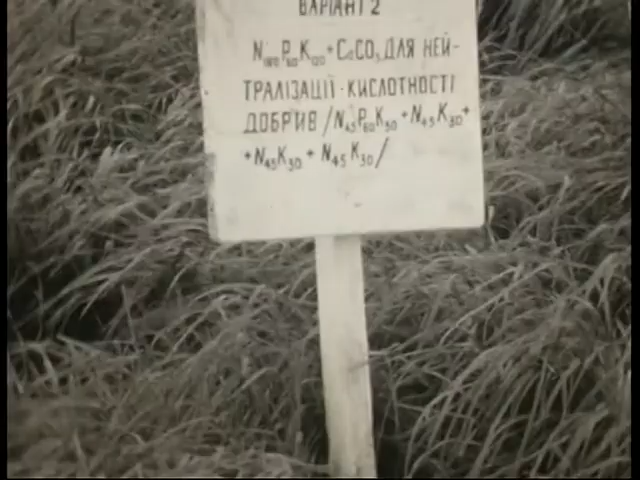 ВАРІАНТ 2
N₁₈₀P₆₀K₁₂₀+CaCO₃ ДЛЯ НЕЙ-
ТРАЛІЗАЦІЇ КИСЛОТНОСТІ
ДОБРИВ /N₄₅P₆₀K₃₀+N₄₅K₃₀+
+N₄₅K₃₀+N₄₅K₃₀/